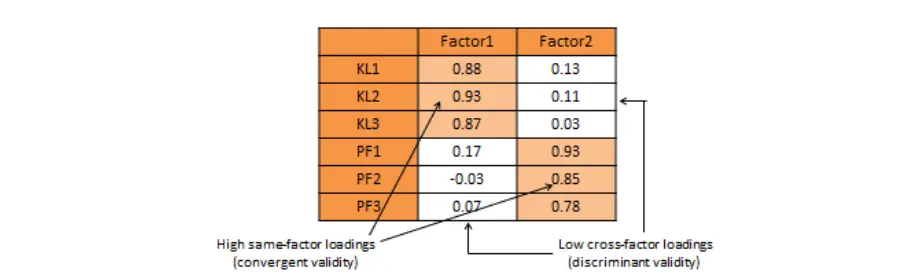 Factor1 Factor2
KL1 0.88 0.13
KL2 0.93 0.11
KL3 0.87 0.03
PF1 0.17 0.93
PF2 -0.03 0.85
PF3 0.07 0.78
High same-factor loadings
(convergent validity)
Low cross-factor loadings
(discriminant validity)